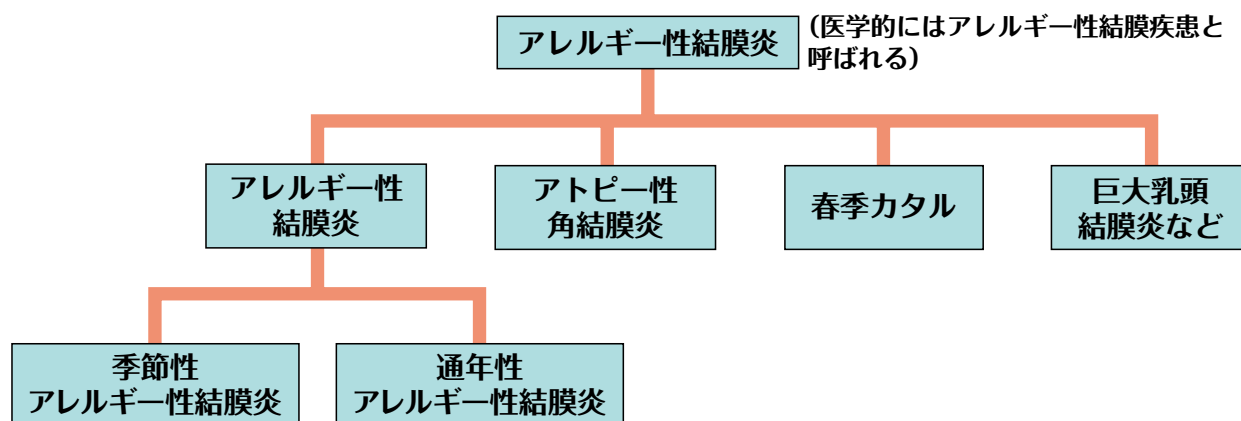 アレルギー性結膜炎
(医学的にはアレルギー性結膜疾患と
呼ばれる)
アレルギー性
結膜炎
アトピー性
角結膜炎
春季カタル
巨大乳頭
結膜炎など
季節性
アレルギー性結膜炎
通年性
アレルギー性結膜炎